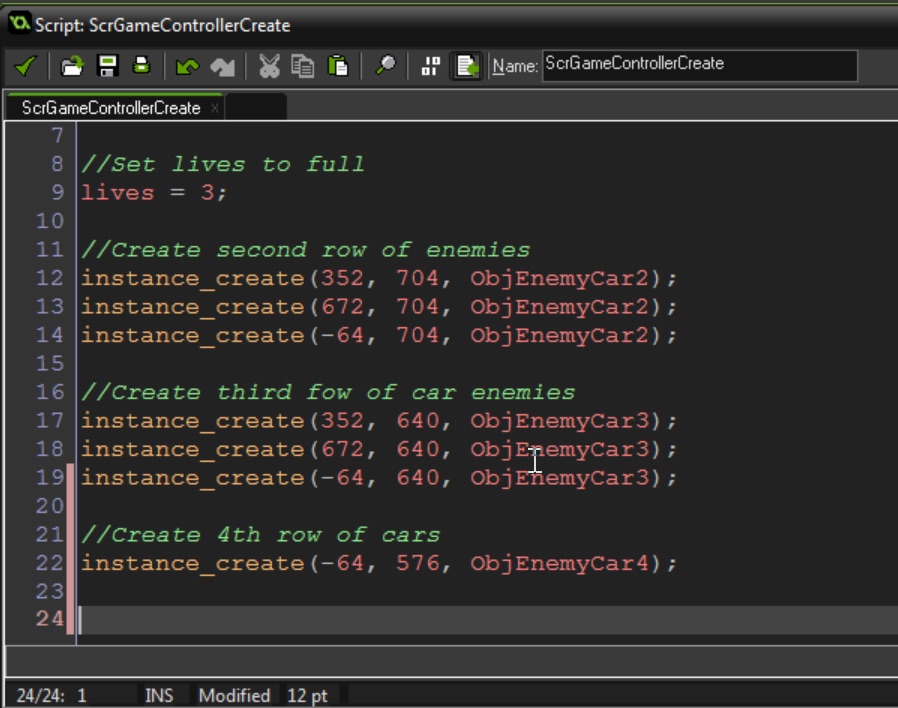 Script: ScrGameControllerCreate
Name: ScrGameControllerCreate
ScrGameControllerCreate ×
7
8 //Set lives to full
9 lives = 3;
10
11 //Create second row of enemies
12 instance_create(352, 704, ObjEnemyCar2);
13 instance_create(672, 704, ObjEnemyCar2);
14 instance_create(-64, 704, ObjEnemyCar2);
15
16 //Create third fow of car enemies
17 instance_create(352, 640, ObjEnemyCar3);
18 instance_create(672, 640, ObjEnemyCar3);
19 instance_create(-64, 640, ObjEnemyCar3);
20
21 //Create 4th row of cars
22 instance_create(-64, 576, ObjEnemyCar4);
23
24
24/24: 1 INS Modified 12 pt